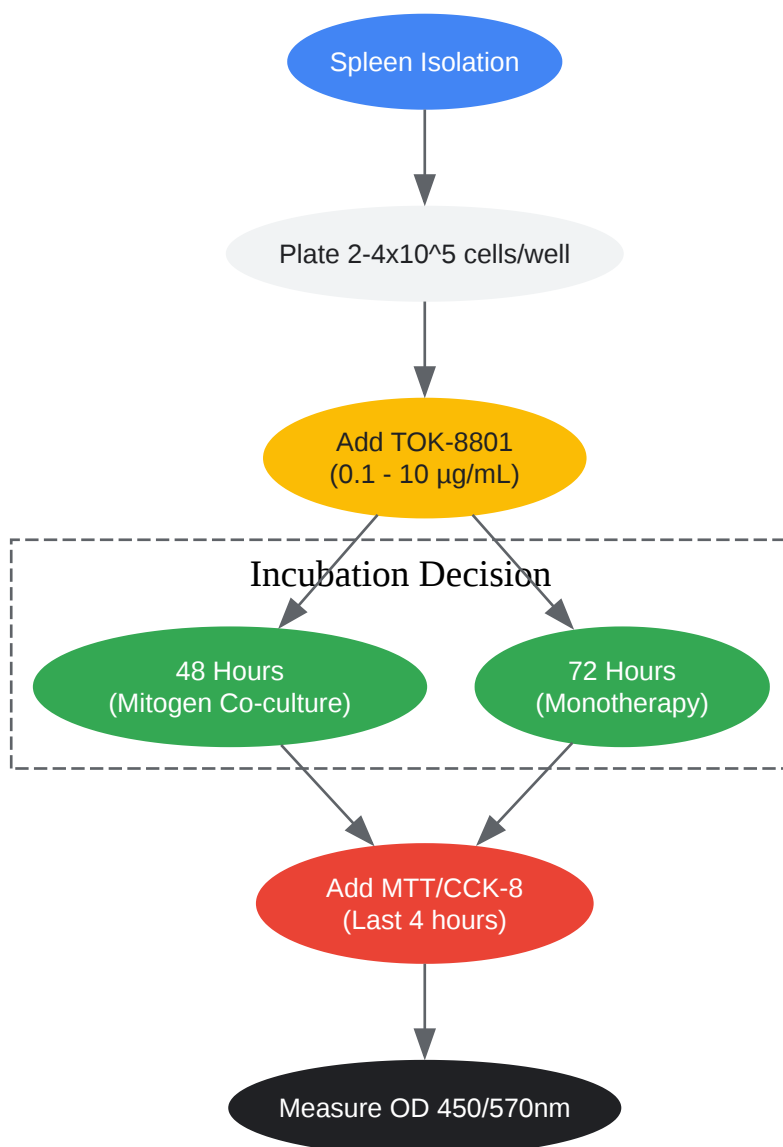 Spleen Isolation
Plate 2-4x10^5 cells/well
Add TOK-8801
(0.1 - 10 µg/mL)
Incubation Decision
48 Hours
(Mitogen Co-culture)
72 Hours
(Monotherapy)
Add MTT/CCK-8
(Last 4 hours)
Measure OD 450/570nm